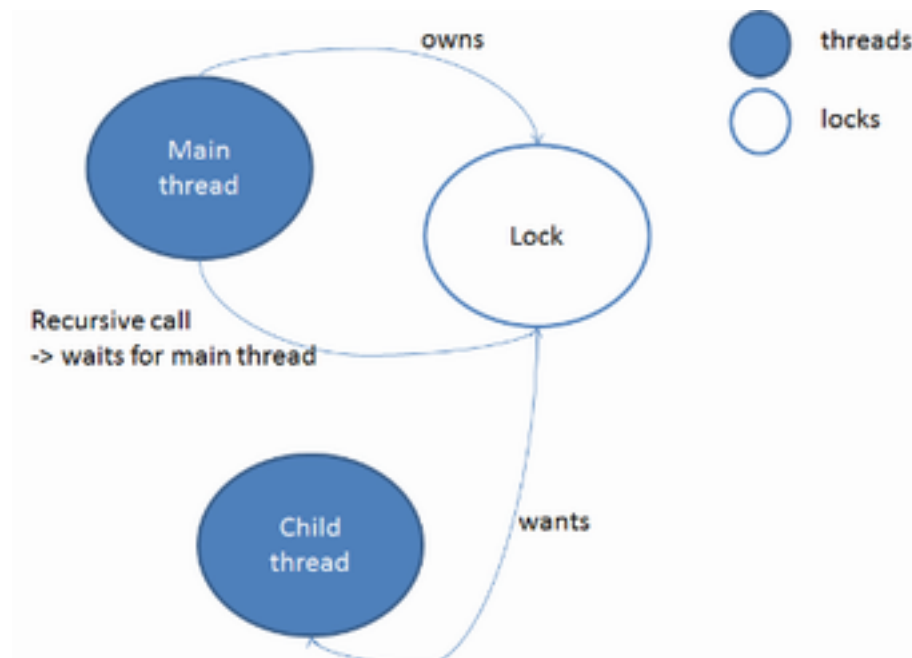 owns
threads
locks
Main
thread
Lock
Recursive call
-> waits for main thread
wants
Child
thread